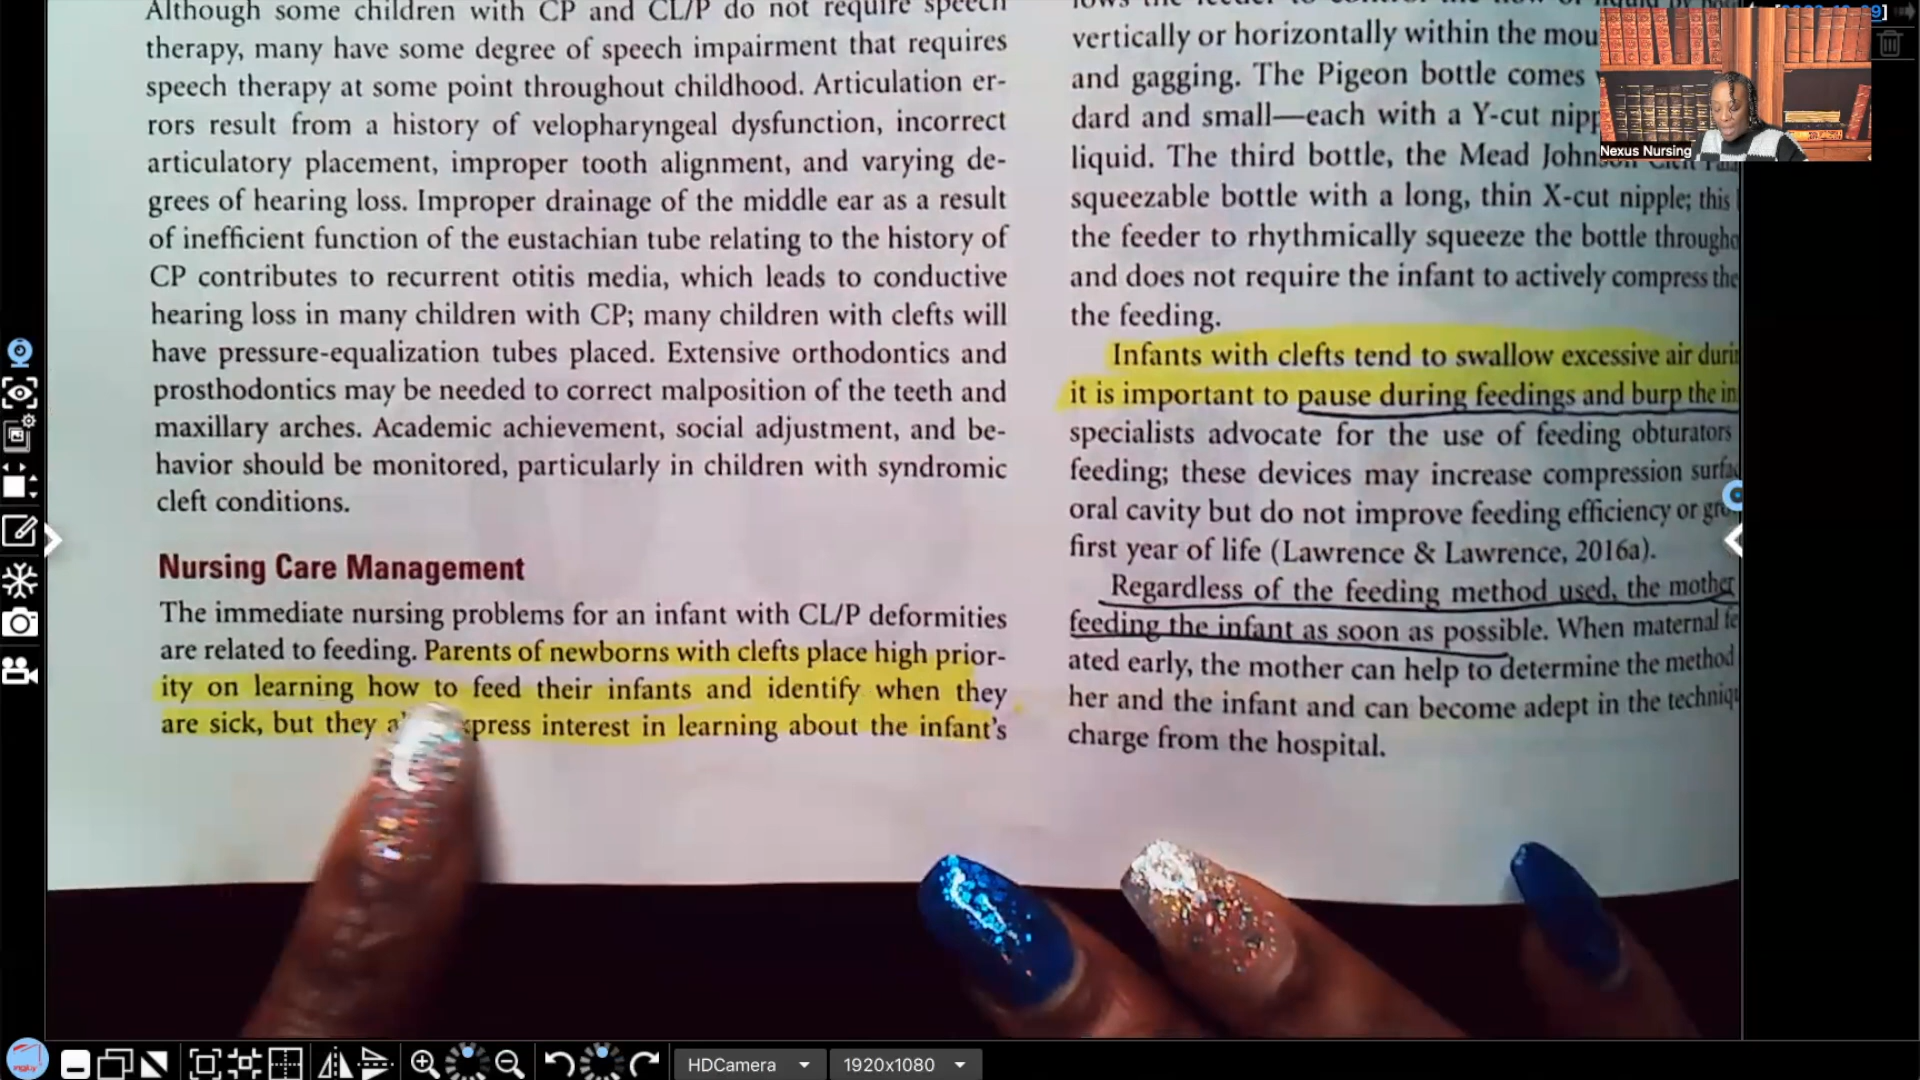 Although some children with CP and CL/P do not require speech
therapy, many have some degree of speech impairment that requires
speech therapy at some point throughout childhood. Articulation er-
rors result from a history of velopharyngeal dysfunction, incorrect
articulatory placement, improper tooth alignment, and varying de-
grees of hearing loss. Improper drainage of the middle ear as a result
of inefficient function of the eustachian tube relating to the history of
CP contributes to recurrent otitis media, which leads to conductive
hearing loss in many children with CP; many children with clefts will
have pressure-equalization tubes placed. Extensive orthodontics and
prosthodontics may be needed to correct malposition of the teeth and
maxillary arches. Academic achievement, social adjustment, and be-
havior should be monitored, particularly in children with syndromic
cleft conditions.
Nursing Care Management
The immediate nursing problems for an infant with CL/P deformities
are related to feeding. Parents of newborns with clefts place high prior-
ity on learning how to feed their infants and identify when they
are sick, but they express interest in learning about the infant's
vertically or horizontally within the
and gagging. The Pigeon bottle comes
dard and small—each with a Y-cut
liquid. The third bottle, the Mead
squeezable bottle with a long, thin X-cut nipple; this
the feeder to rhythmically squeeze the bottle
and does not require the infant to actively compress the
the feeding.
Infants with clefts tend to swallow excessive air
it is important to pause during feedings and burp the
specialists advocate for the use of feeding obturators
feeding; these devices may increase compression
oral cavity but do not improve feeding efficiency or
first year of life (Lawrence & Lawrence, 2016a).
Regardless of the feeding method used, the mother
feeding the infant as soon as possible. When maternal
ated early, the mother can help to determine the method
her and the infant and can become adept in the
charge from the hospital.
Nexus Nursing
HDCamera
1920x1080